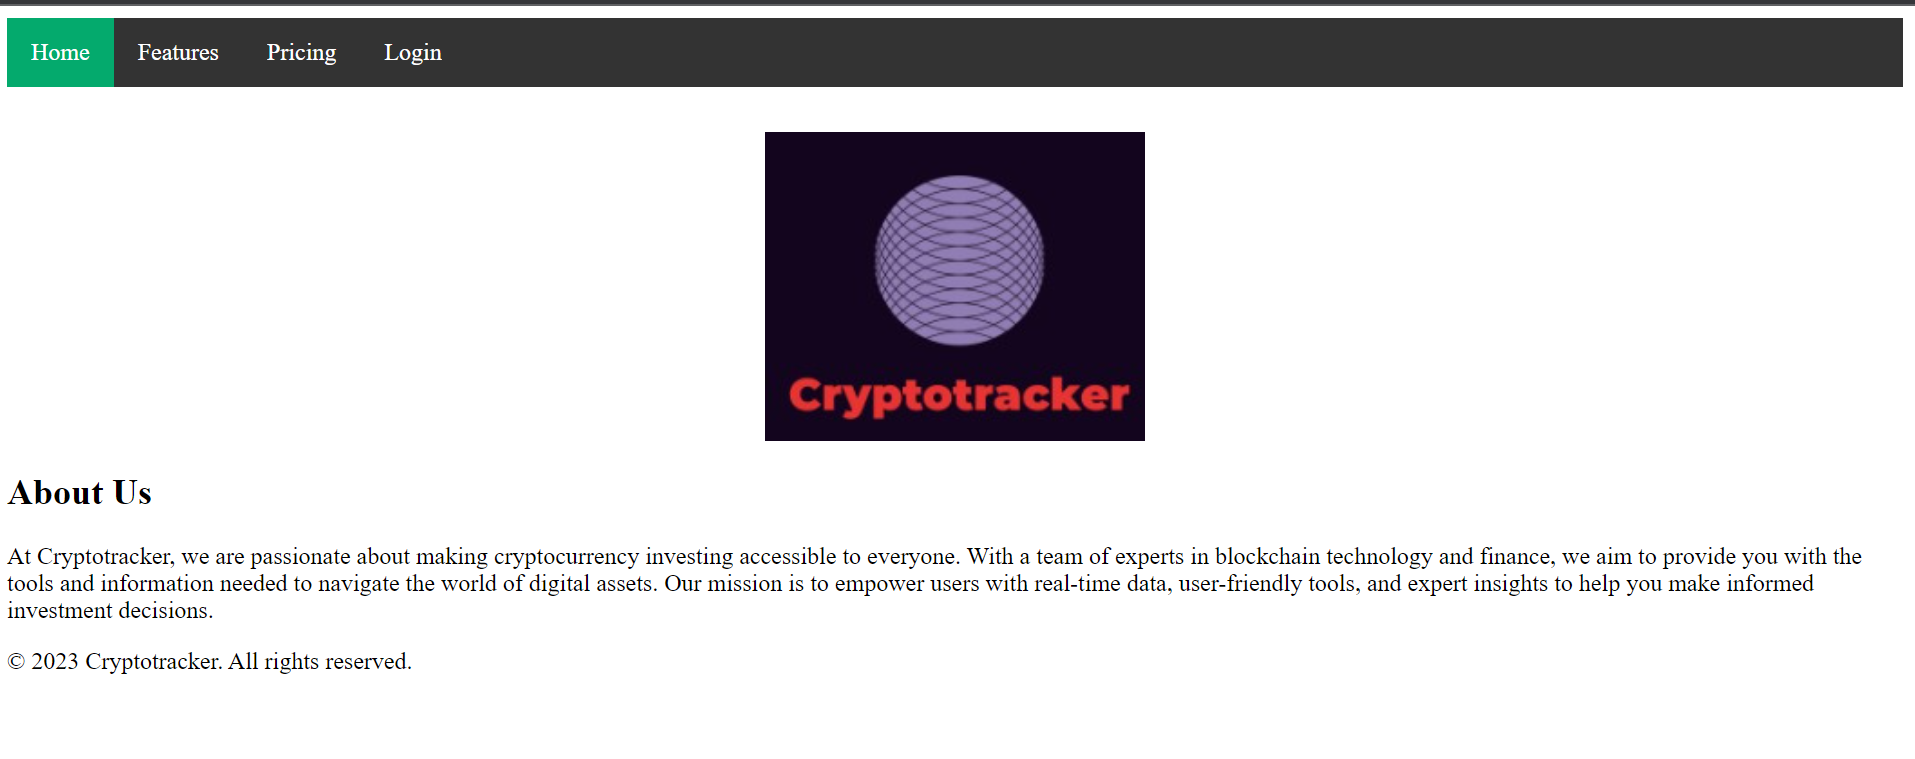 Home Features Pricing Login
Cryptotracker
About Us
At Cryptotracker, we are passionate about making cryptocurrency investing accessible to everyone. With a team of experts in blockchain technology and finance, we aim to provide you with the
tools and information needed to navigate the world of digital assets. Our mission is to empower users with real-time data, user-friendly tools, and expert insights to help you make informed
investment decisions.
© 2023 Cryptotracker. All rights reserved.